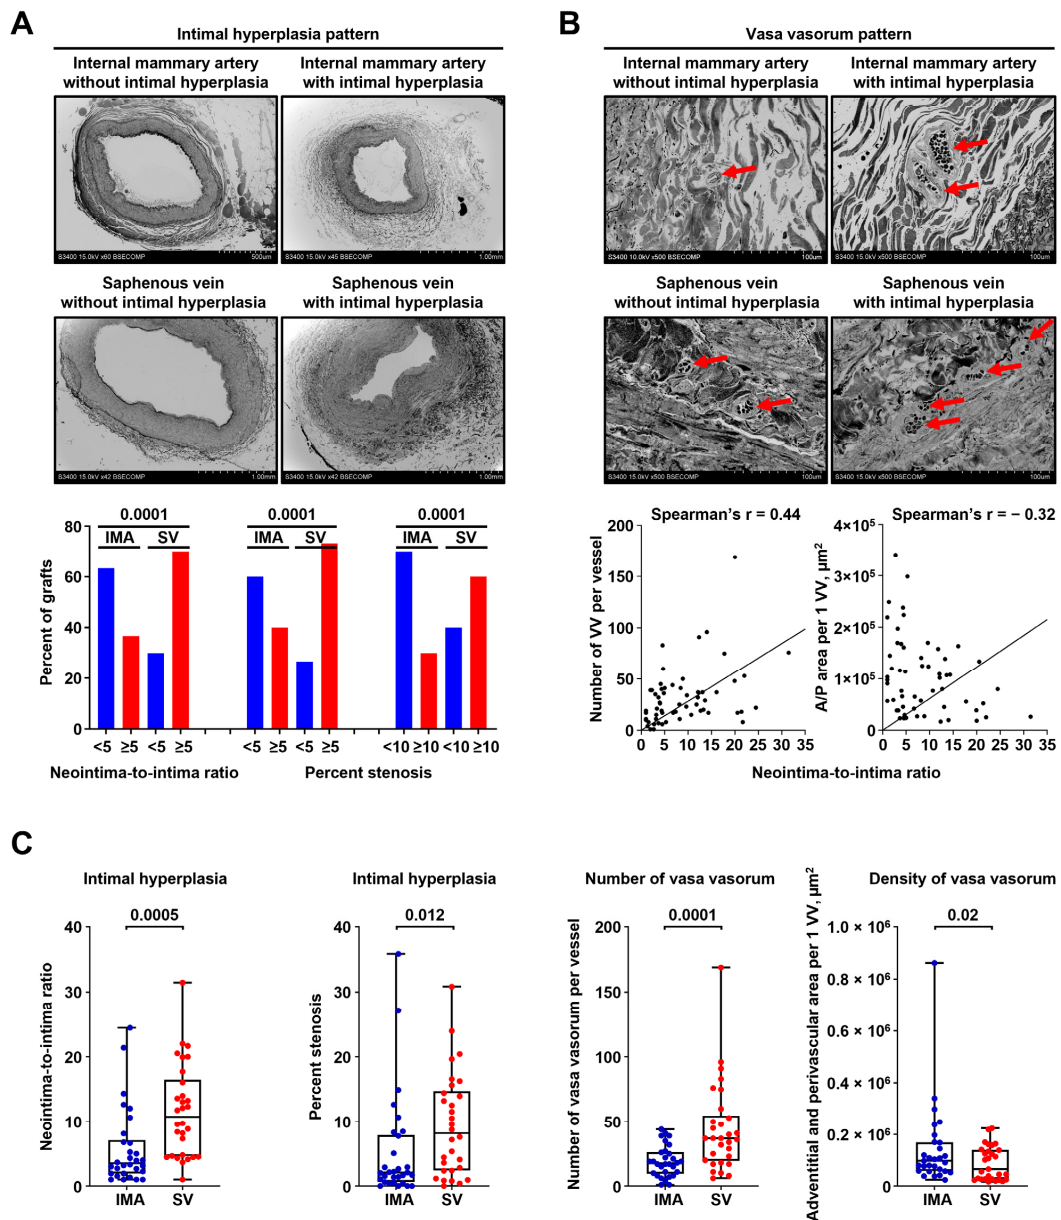 A
Intimal hyperplasia pattern
Internal mammary artery
without intimal hyperplasia
Internal mammary artery
with intimal hyperplasia
S3400 15.0kV x60 BSECOMP
500um
S3400 15.0kV x45 BSECOMP
1.00mm
Saphenous vein
without intimal hyperplasia
Saphenous vein
with intimal hyperplasia
S3400 15.0kV x42 BSECOMP
1.00mm
S3400 15.0kV x42 BSECOMP
1.00mm
0.0001
0.0001
0.0001
IMA
SV
IMA
SV
IMA
SV
Percent of grafts
80
60
40
20
0
<5
≥5
<5
≥5
<5
≥5
<5
≥5
<10
≥10
<10
≥10
Neointima-to-intima ratio
Percent stenosis
B
Vasa vasorum pattern
Internal mammary artery
without intimal hyperplasia
Internal mammary artery
with intimal hyperplasia
S3400 10.0kV x500 BSECOMP
100um
S3400 15.0kV x500 BSECOMP
100um
Saphenous vein
without intimal hyperplasia
Saphenous vein
with intimal hyperplasia
S3400 15.0kV x500 BSECOMP
100um
S3400 15.0kV x500 BSECOMP
100um
Spearman's r = 0.44
Number of VV per vessel
200
150
100
50
0
0 5 10 15 20 25 30 35
Spearman's r = − 0.32
A/P area per 1 VV, µm²
4×10⁵
3×10⁵
2×10⁵
1×10⁵
0
0 5 10 15 20 25 30 35
Neointima-to-intima ratio
C
Intimal hyperplasia
0.0005
Neointima-to-intima ratio
40
30
20
10
0
IMA
SV
Intimal hyperplasia
0.012
Percent stenosis
40
30
20
10
0
IMA
SV
Number of vasa vasorum
0.0001
Number of vasa vasorum per vessel
200
150
100
50
0
IMA
SV
Density of vasa vasorum
0.02
Adventitial and perivascular area per 1 VV, µm²
1.0 × 10⁶
0.8 × 10⁶
0.6 × 10⁶
0.4 × 10⁶
0.2 × 10⁶
0
IMA
SV